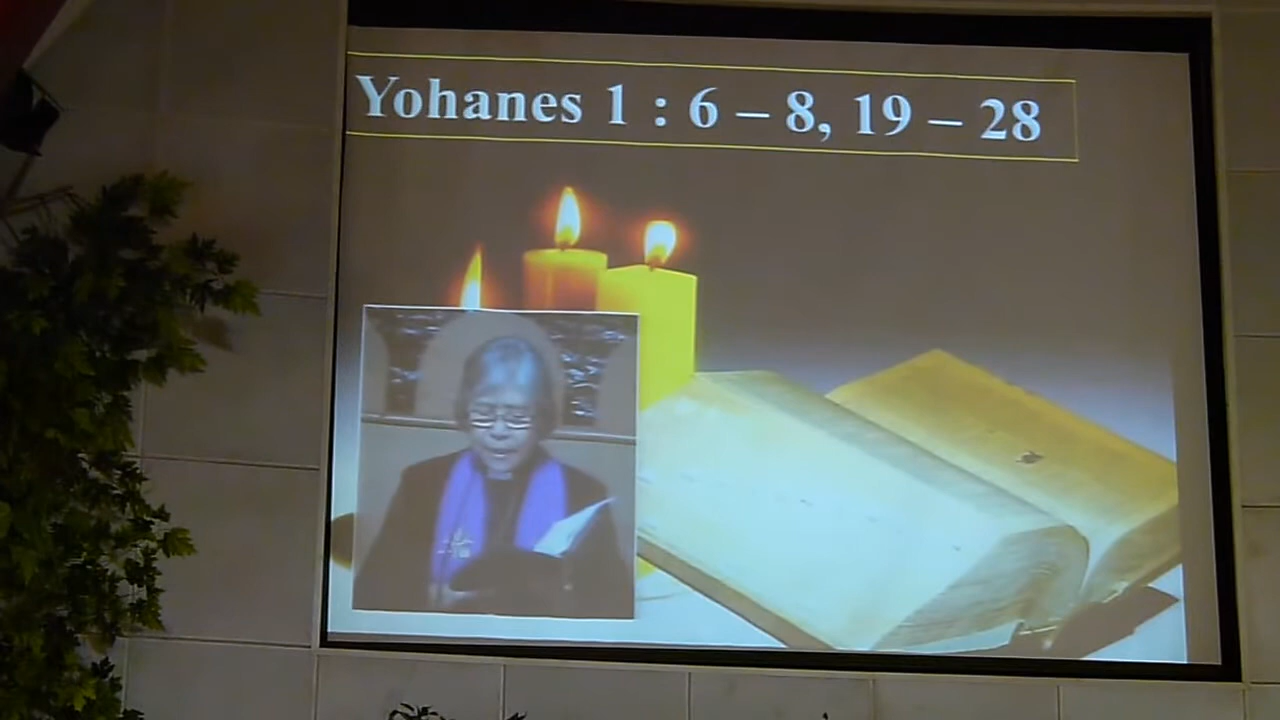 Yohanes 1 : 6 – 8, 19 – 28